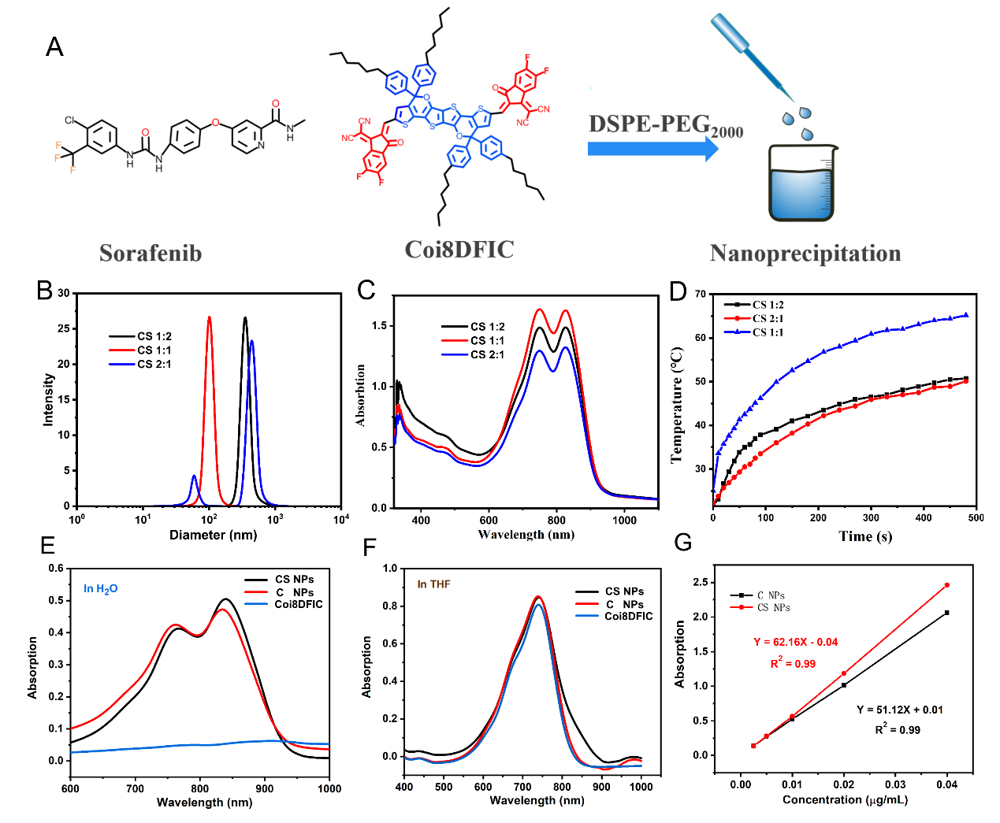 A
Cl
F
F
F
O
N
H
N
H
O
O
N
H
N
Sorafenib
CN
NC
O
F
F
S
S
S
S
O
O
O
F
F
CN
NC
Coi8DFIC
DSPE-PEG2000
Nanoprecipitation
B
30
25
20
15
10
5
0
Intensity
CS 1:2
CS 1:1
CS 2:1
10^0
10^1
10^2
10^3
10^4
Diameter (nm)
C
1.5
1.0
0.5
0.0
Absorbtion
CS 1:2
CS 1:1
CS 2:1
400
600
800
1000
Wavelength (nm)
D
70
60
50
40
30
Temperature (℃)
CS 1:2
CS 2:1
CS 1:1
0
100
200
300
400
500
Time (s)
E
0.6
0.5
0.4
0.3
0.2
0.1
0.0
Absorption
In H2O
CS NPs
C NPs
Coi8DFIC
600
700
800
900
1000
Wavelength (nm)
F
1.0
0.8
0.6
0.4
0.2
0.0
Absorption
In THF
CS NPs
C NPs
Coi8DFIC
400
500
600
700
800
900
1000
Wavelength (nm)
G
2.5
2.0
1.5
1.0
0.5
0.0
Absorption
C NPs
CS NPs
Y = 62.16X - 0.04
R^2 = 0.99
Y = 51.12X + 0.01
R^2 = 0.99
0.00
0.01
0.02
0.03
0.04
Concentration (μg/mL)